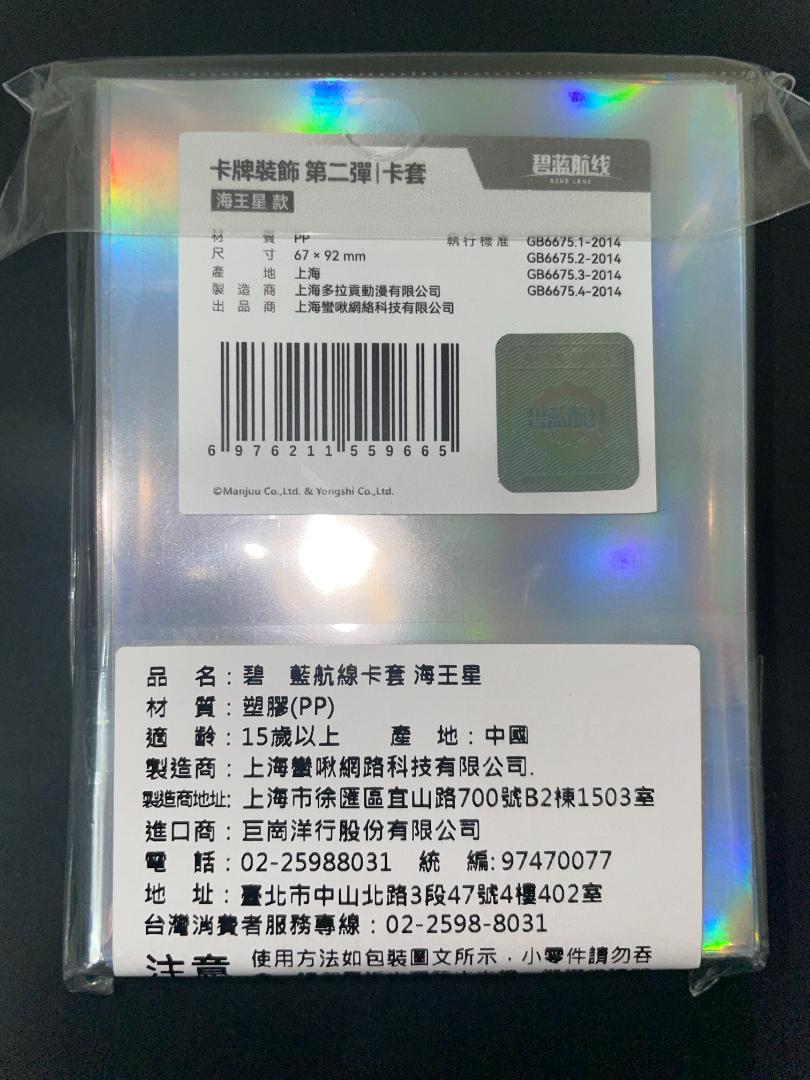 卡牌裝飾 第二彈|卡套
碧蓝航线
AZUR LANE
海王星 款
材質 PP
執行標准 GB6675.1-2014
尺寸 67 × 92 mm
GB6675.2-2014
產地 上海
GB6675.3-2014
製造商 上海多拉貢動漫有限公司
GB6675.4-2014
出品商 上海蠻啾網絡科技有限公司
碧蓝航线
6 976211 559665
©Manjuu Co.,Ltd. & Yongshi Co.,Ltd.
品 名：碧 藍航線卡套 海王星
材 質：塑膠(PP)
適 齡：15歲以上 產 地：中國
製造商：上海蠻啾網路科技有限公司.
製造商地址: 上海市徐匯區宜山路700號B2棟1503室
進口商：巨崗洋行股份有限公司
電 話：02-25988031 統 編: 97470077
地 址：臺北市中山北路3段47號4樓402室
台灣消費者服務專線：02-2598-8031
注意 使用方法如包裝圖文所示，小零件請勿吞